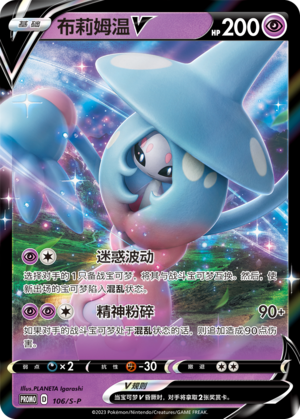 基础 布莉姆温V HP 200
迷惑波动
选择对手的1只备战宝可梦，将其与战斗宝可梦互换。然后，使
新出场的宝可梦陷入混乱状态。
精神粉碎 90+
如果对手的战斗宝可梦处于混乱状态的话，则追加造成90点伤
害。
弱点 ×2 抗性 -30 撤退
Illus. PLANETA Igarashi
V规则
PROMO D 106/S-P
当宝可梦V昏厥时，对手将拿取2张奖赏卡。
©2023 Pokémon/Nintendo/Creatures/GAME FREAK.